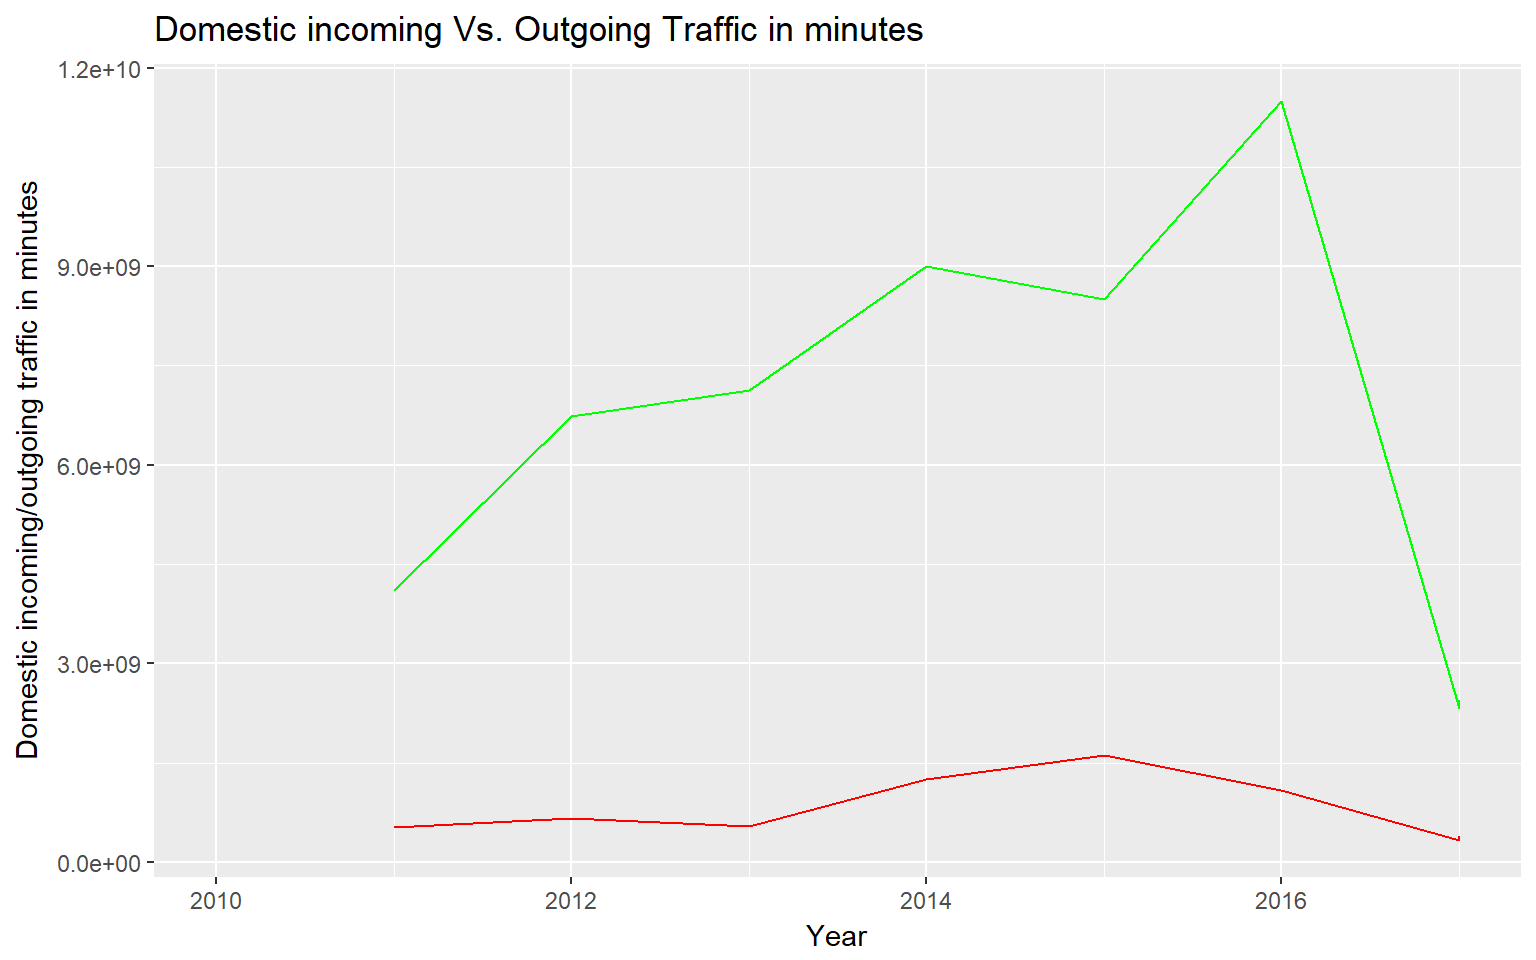 Domestic incoming Vs. Outgoing Traffic in minutes
Domestic incoming/outgoing traffic in minutes
1.2e+10
9.0e+09
6.0e+09
3.0e+09
0.0e+00
2010 2012 2014 2016
Year